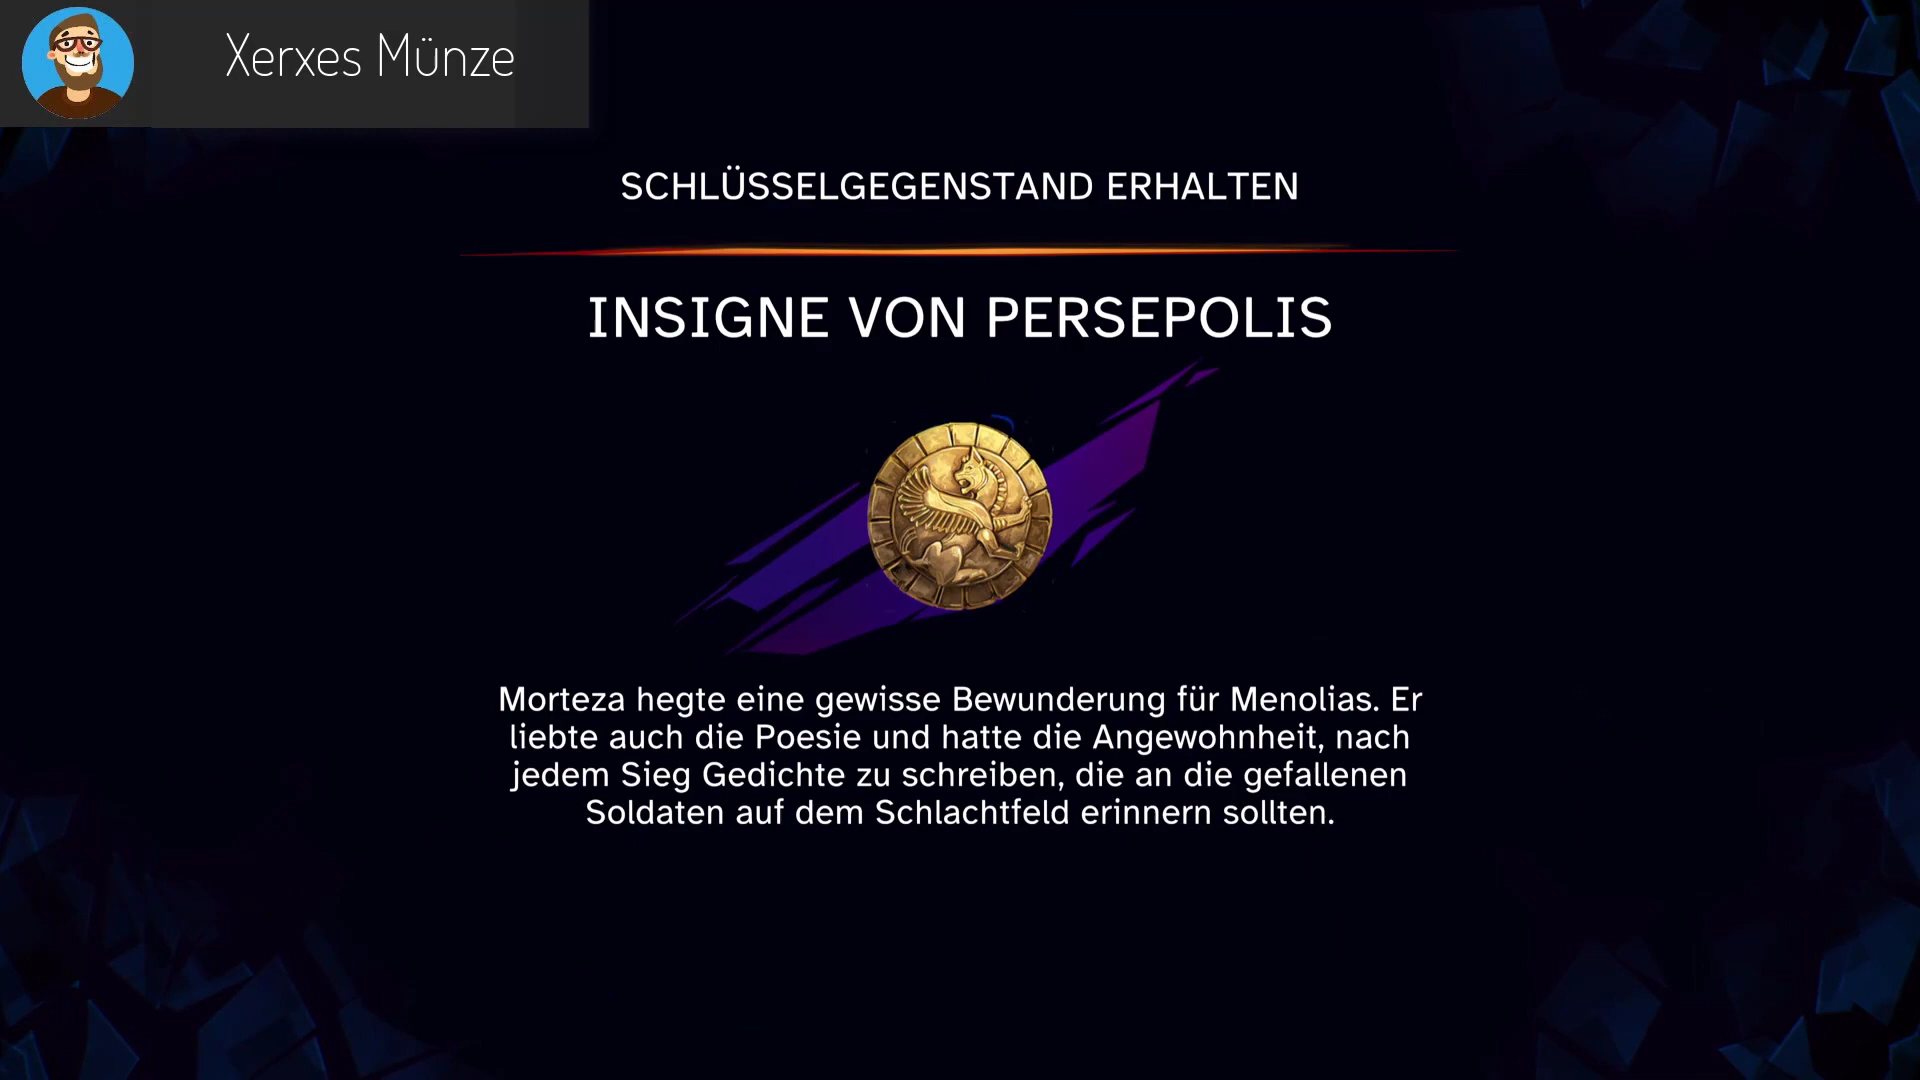 Xerxes Münze
SCHLÜSSELGEGENSTAND ERHALTEN
INSIGNE VON PERSEPOLIS
Morteza hegte eine gewisse Bewunderung für Menolias. Er
liebte auch die Poesie und hatte die Angewohnheit, nach
jedem Sieg Gedichte zu schreiben, die an die gefallenen
Soldaten auf dem Schlachtfeld erinnern sollten.